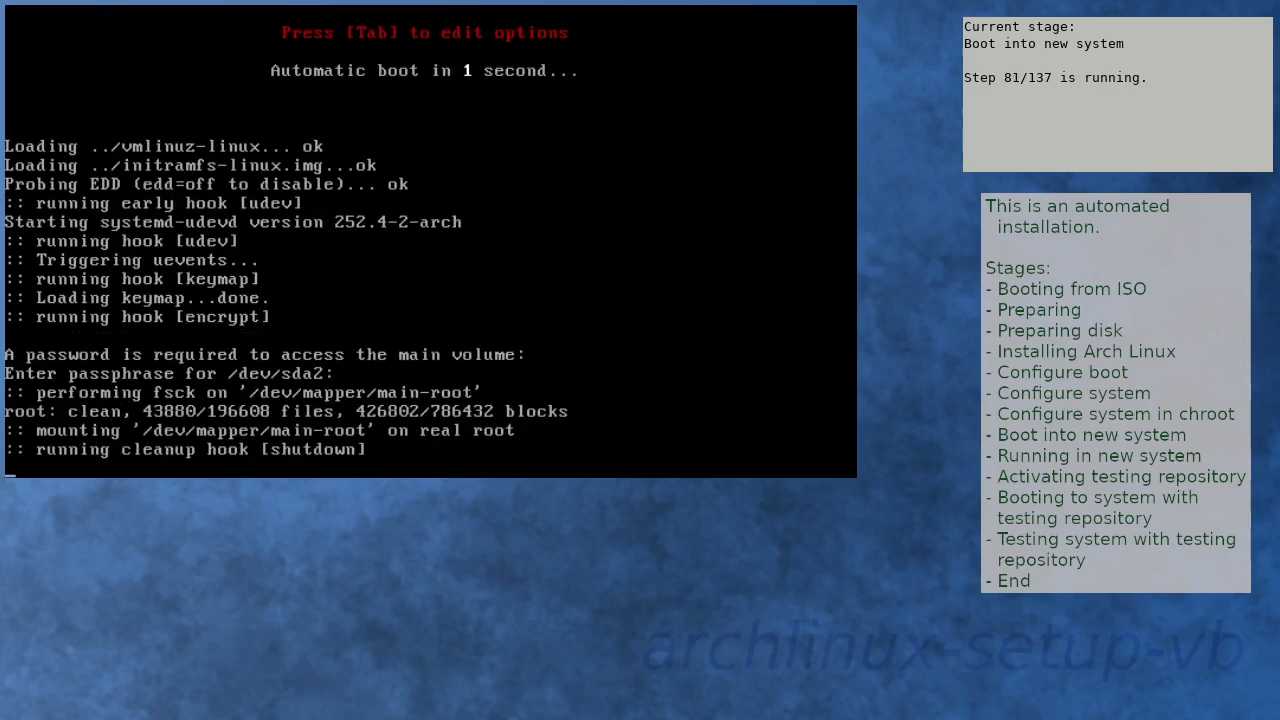 Press [Tab] to edit options
Automatic boot in 1 second...
Loading ../vmlinuz-linux... ok
Loading ../initramfs-linux.img...ok
Probing EDD (edd=off to disable)... ok
:: running early hook [udev]
Starting systemd-udevd version 252.4-2-arch
:: running hook [udev]
:: Triggering uevents...
:: running hook [keymap]
:: Loading keymap...done.
:: running hook [encrypt]
A password is required to access the main volume:
Enter passphrase for /dev/sda2:
:: performing fsck on '/dev/mapper/main-root'
root: clean, 43880/196608 files, 426802/786432 blocks
:: mounting '/dev/mapper/main-root' on real root
:: running cleanup hook [shutdown]
_
Current stage:
Boot into new system
Step 81/137 is running.
This is an automated
installation.
Stages:
- Booting from ISO
- Preparing
- Preparing disk
- Installing Arch Linux
- Configure boot
- Configure system
- Configure system in chroot
- Boot into new system
- Running in new system
- Activating testing repository
- Booting to system with
testing repository
- Testing system with testing
repository
- End
archlinux-setup-vb